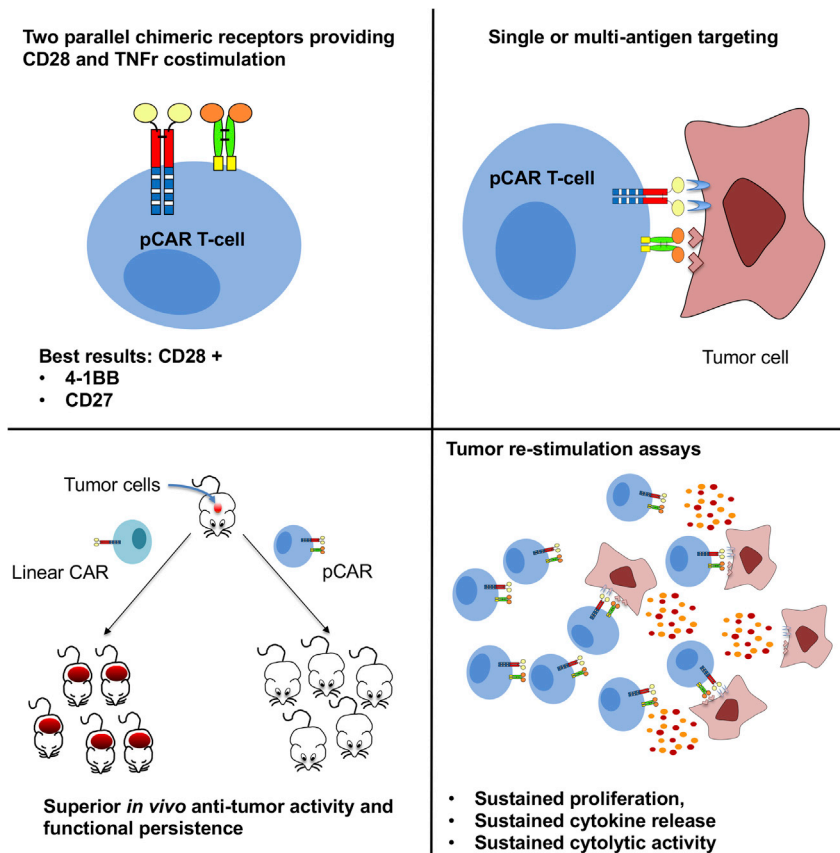 Two parallel chimeric receptors providing
CD28 and TNFr costimulation
pCAR T-cell
Best results: CD28 +
• 4-1BB
• CD27
Single or multi-antigen targeting
pCAR T-cell
Tumor cell
Tumor cells
Linear CAR
pCAR
Superior in vivo anti-tumor activity and
functional persistence
Tumor re-stimulation assays
• Sustained proliferation,
• Sustained cytokine release
• Sustained cytolytic activity